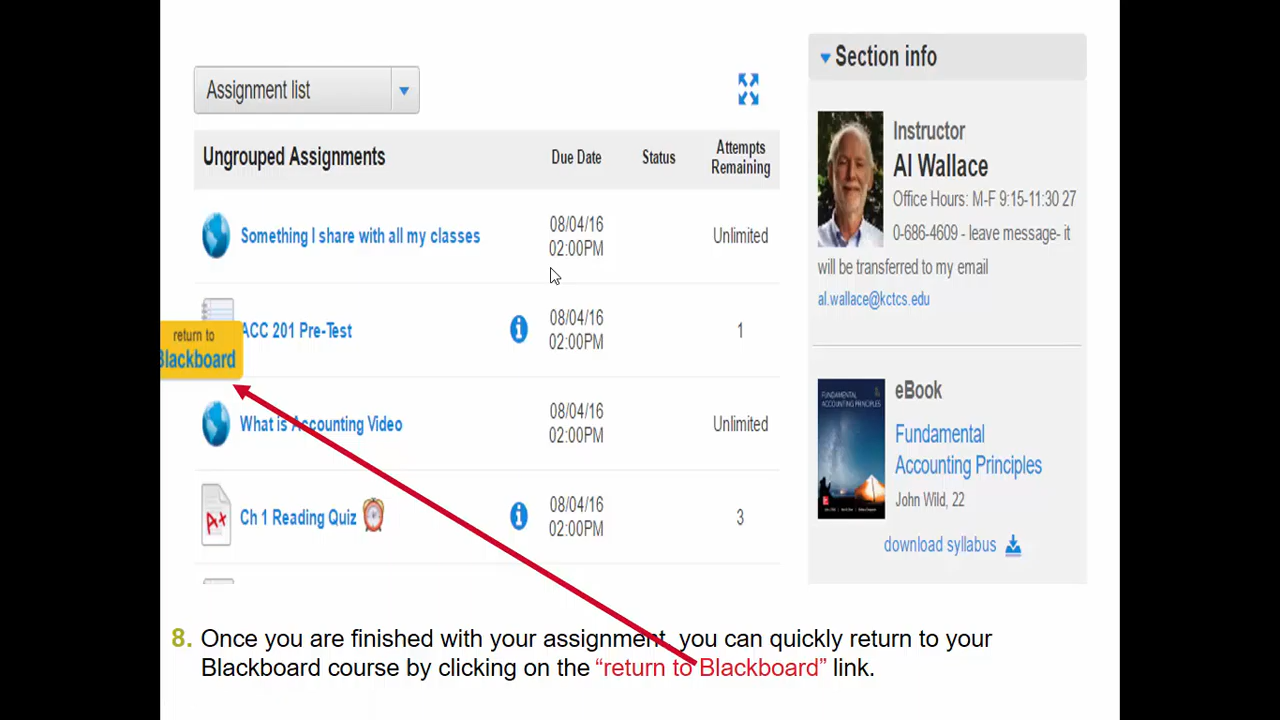 Assignment list
Ungrouped Assignments
Due Date
Status
Attempts
Remaining
Something I share with all my classes
08/04/16
02:00PM
Unlimited
return to
Blackboard
ACC 201 Pre-Test
08/04/16
02:00PM
1
What is Accounting Video
08/04/16
02:00PM
Unlimited
A+
Ch 1 Reading Quiz
08/04/16
02:00PM
3
Section info
Instructor
Al Wallace
Office Hours: M-F 9:15-11:30 27
0-686-4609 - leave message- it
will be transferred to my email
al.wallace@kctcs.edu
FUNDAMENTAL
ACCOUNTING PRINCIPLES
eBook
Fundamental
Accounting Principles
John Wild, 22
download syllabus
8. Once you are finished with your assignment, you can quickly return to your
Blackboard course by clicking on the “return to Blackboard” link.